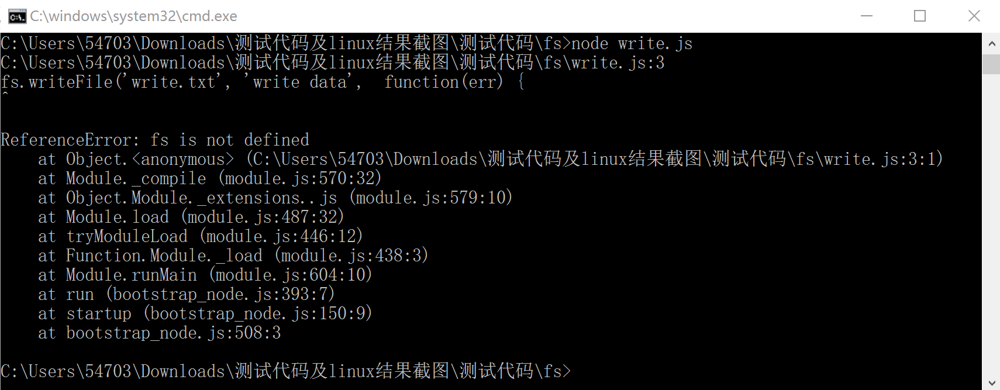 C:\windows\system32\cmd.exe
C:\Users\54703\Downloads\测试代码及linux结果截图\测试代码\fs>node write.js
C:\Users\54703\Downloads\测试代码及linux结果截图\测试代码\fs\write.js:3
fs.writeFile('write.txt', 'write data',  function(err) {
^
ReferenceError: fs is not defined
    at Object.<anonymous> (C:\Users\54703\Downloads\测试代码及linux结果截图\测试代码\fs\write.js:3:1)
    at Module._compile (module.js:570:32)
    at Object.Module._extensions..js (module.js:579:10)
    at Module.load (module.js:487:32)
    at tryModuleLoad (module.js:446:12)
    at Function.Module._load (module.js:438:3)
    at Module.runMain (module.js:604:10)
    at run (bootstrap_node.js:393:7)
    at startup (bootstrap_node.js:150:9)
    at bootstrap_node.js:508:3
C:\Users\54703\Downloads\测试代码及linux结果截图\测试代码\fs>